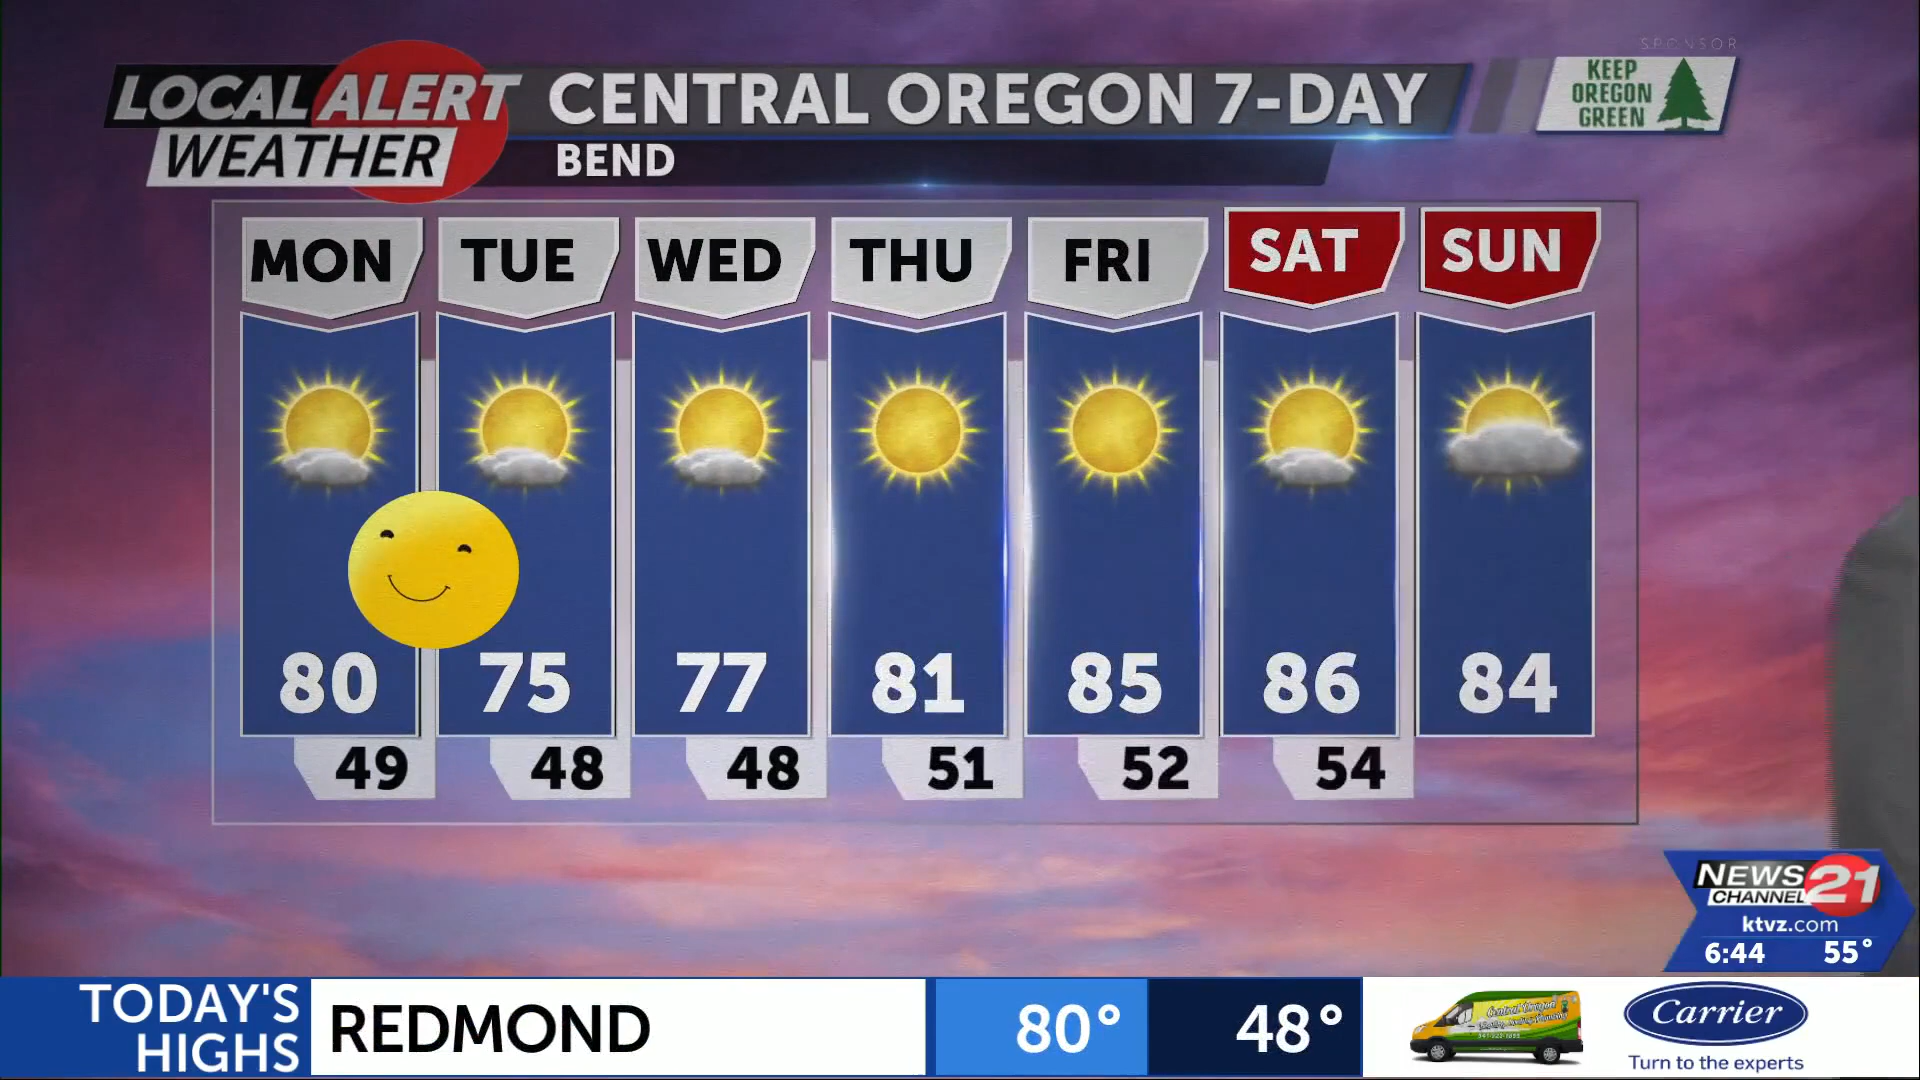 SPONSOR
LOCAL ALERT
WEATHER
CENTRAL OREGON 7-DAY
BEND
KEEP
OREGON
GREEN
MON TUE WED THU FRI SAT SUN
80 75 77 81 85 86 84
49 48 48 51 52 54
NEWS
CHANNEL
21
ktvz.com
6:44 55°
TODAY'S
HIGHS
REDMOND
80° 48°
Central Oregon
Carrier
Turn to the experts